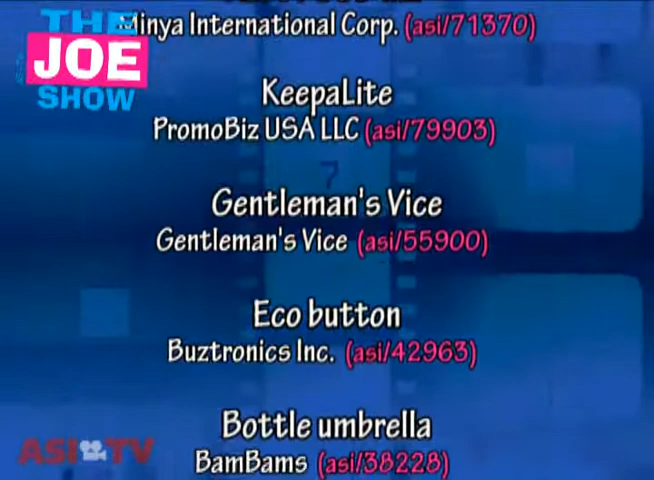 THE
JOE
SHOW
Minya International Corp. (asi/71370)
KeepaLite
PromoBiz USA LLC (asi/79903)
7
Gentleman's Vice
Gentleman's Vice (asi/55900)
Eco button
Buztronics Inc. (asi/42963)
Bottle umbrella
BamBams (asi/38228)
ASI TV